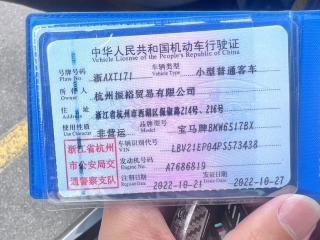 中华人民共和国机动车行驶证
Vehicle License of the People's Republic of China
号牌号码 Plate No. 浙AXT171 车辆类型 Vehicle Type 小型普通客车
所有人 Owner 杭州振裕贸易有限公司
住址 Address 浙江省杭州市西湖区保俶路214号、216号
使用性质 Use Character 非营运 品牌型号 Model 宝马牌BMW6517BX
浙江省杭州市公安局交通警察支队
车辆识别代号 VIN LBV21EP04PS573438
发动机号码 Engine No. A7686819
注册日期 Register Date 2022-10-21 发证日期 Issue Date 2022-10-27